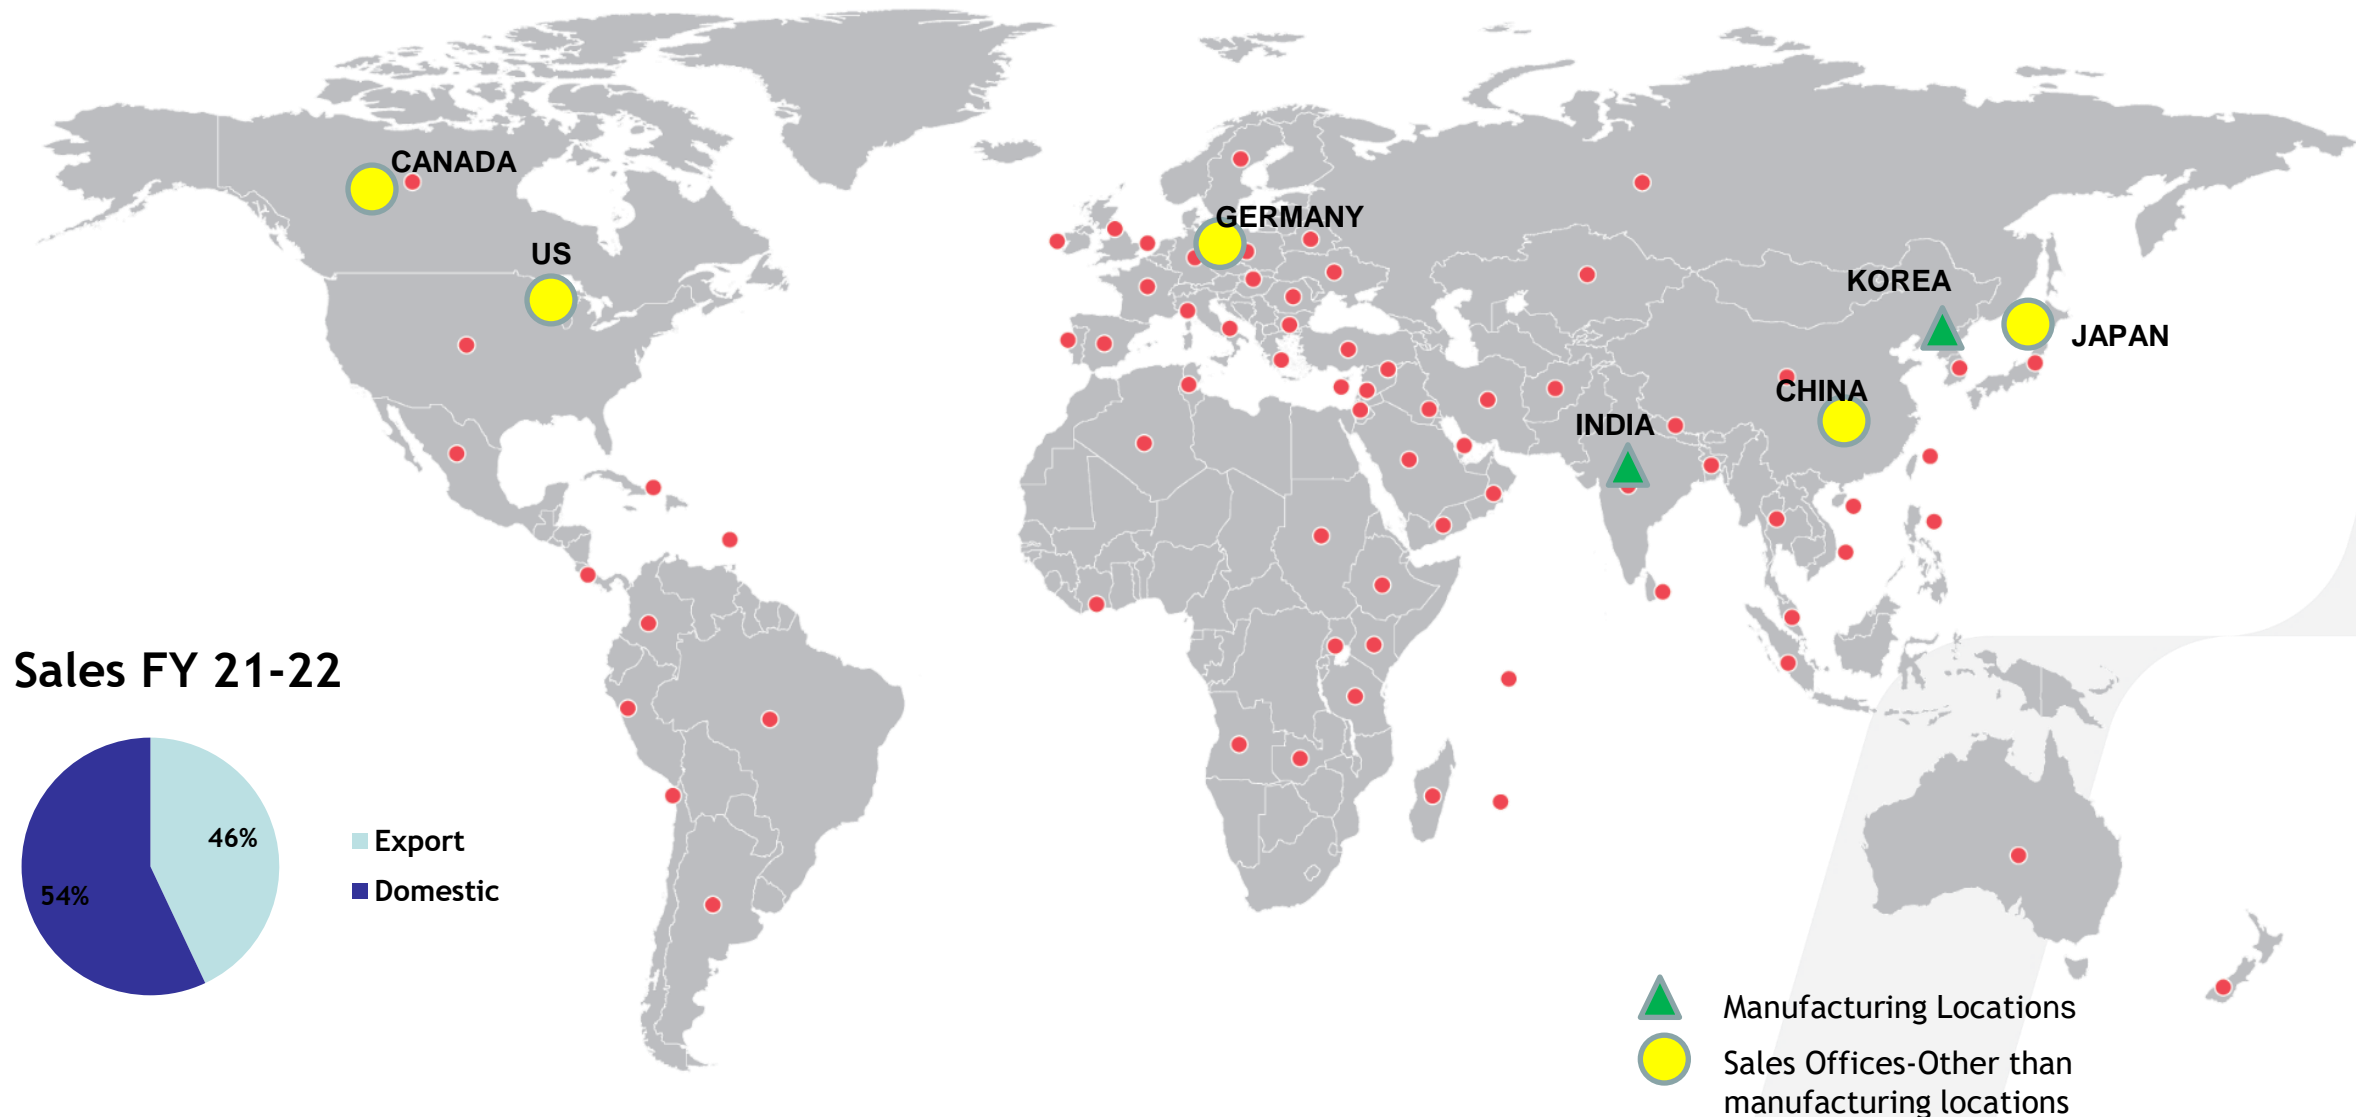 CANADA
US
GERMANY
KOREA
JAPAN
CHINA
INDIA
Sales FY 21-22
46%
54%
Export
Domestic
Manufacturing Locations
Sales Offices-Other than
manufacturing locations